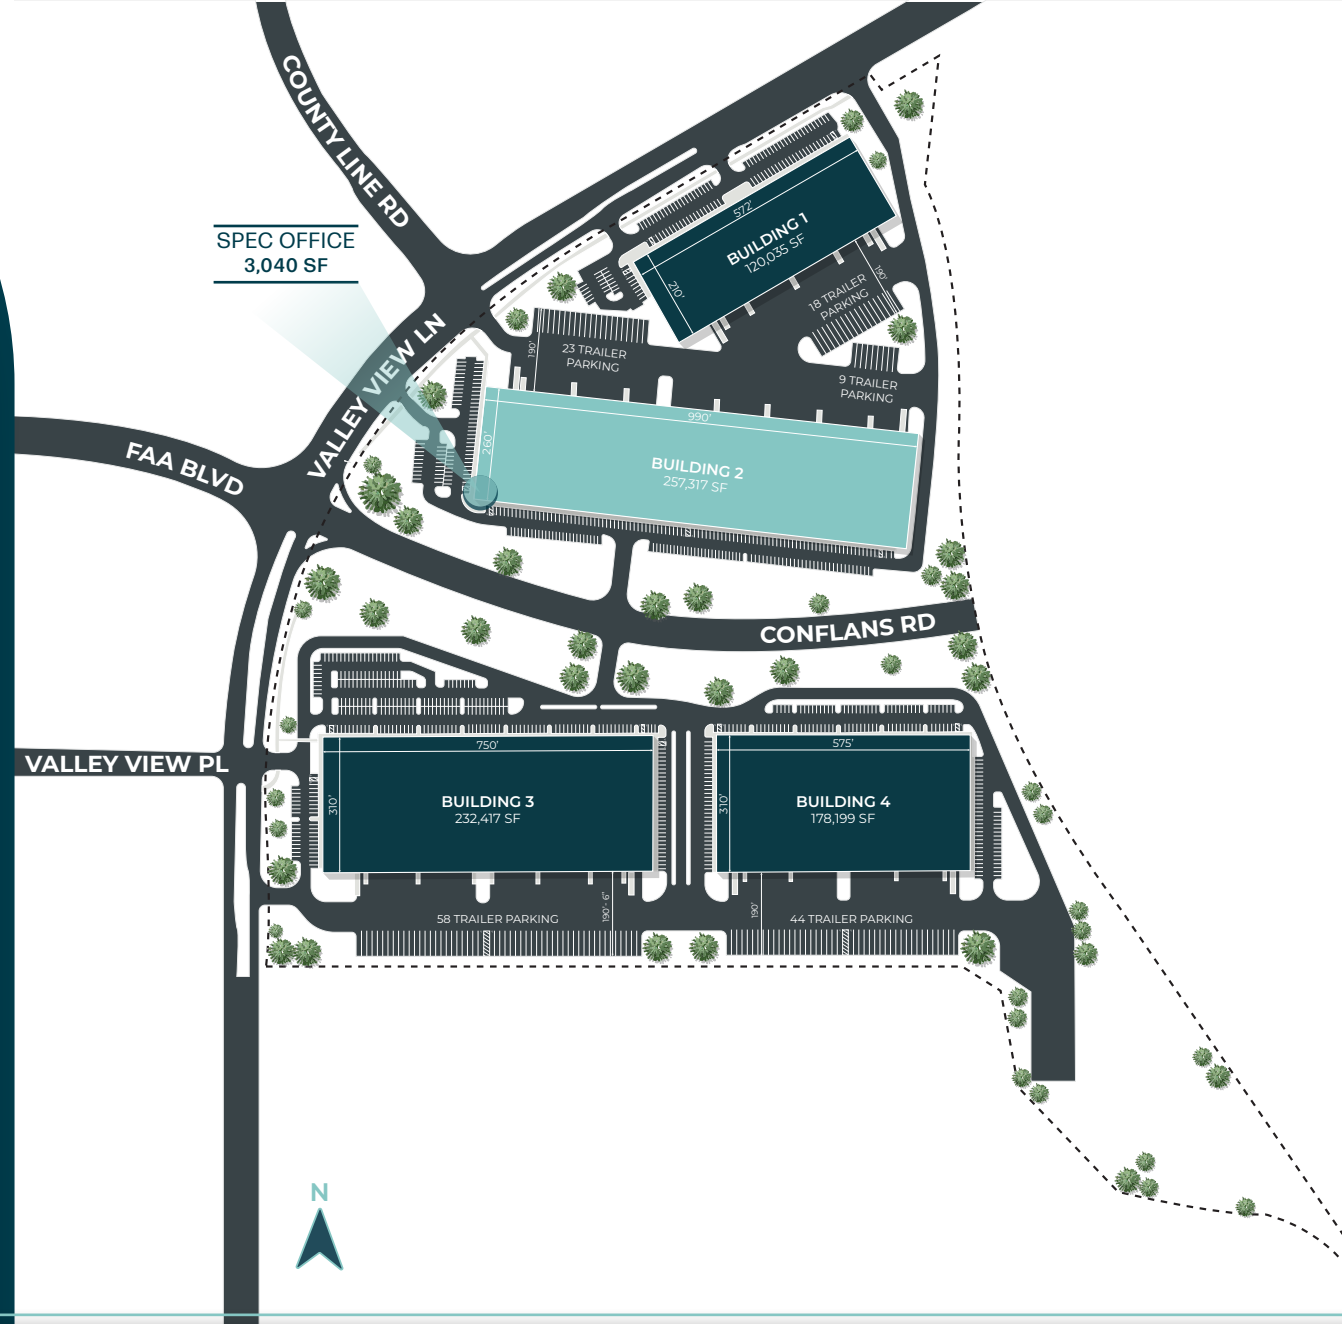 COUNTY LINE RD
SPEC OFFICE
3,040 SF
572'
BUILDING 1
120,035 SF
210'
190'
18 TRAILER
PARKING
VALLEY VIEW LN
190'
23 TRAILER
PARKING
9 TRAILER
PARKING
990'
260'
BUILDING 2
257,317 SF
FAA BLVD
CONFLANS RD
VALLEY VIEW PL
750'
310'
BUILDING 3
232,417 SF
575'
310'
BUILDING 4
178,199 SF
58 TRAILER PARKING
190'- 6"
190'
44 TRAILER PARKING
N